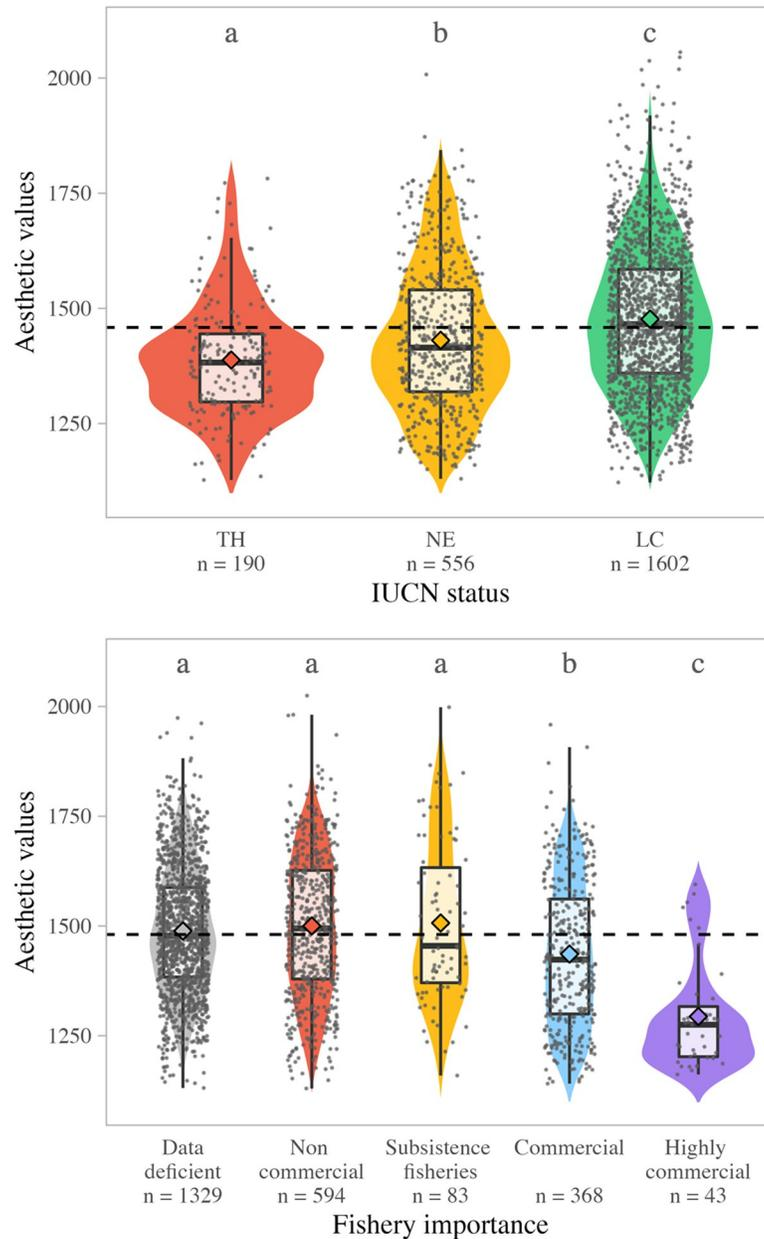 a b c
2000
1750
1500
1250
Aesthetic values
TH NE LC
n = 190 n = 556 n = 1602
IUCN status
a a a b c
2000
1750
1500
1250
Aesthetic values
Data Non Subsistence Commercial Highly
deficient commercial fisheries commercial
n = 1329 n = 594 n = 83 n = 368 n = 43
Fishery importance